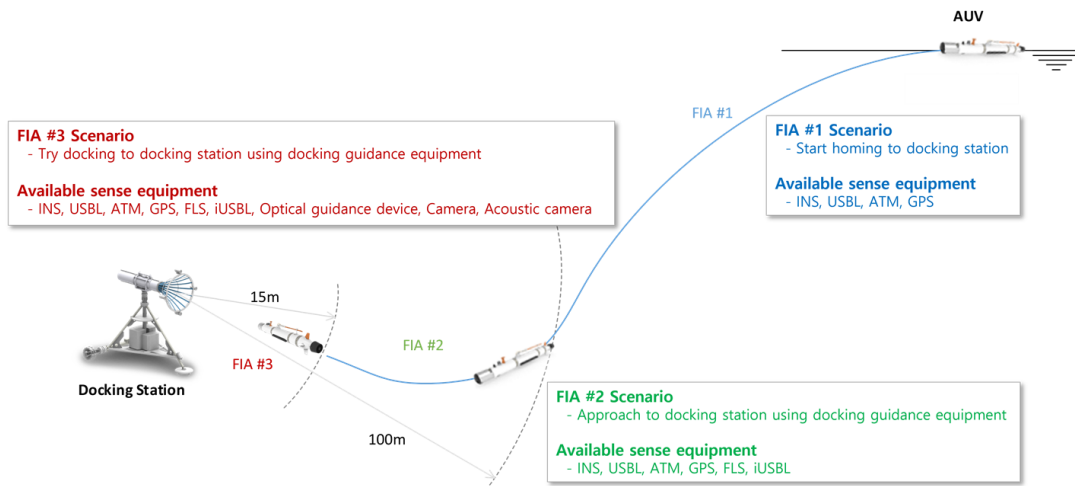 AUV
FIA #1
FIA #3 Scenario
- Try docking to docking station using docking guidance equipment
Available sense equipment
- INS, USBL, ATM, GPS, FLS, iUSBL, Optical guidance device, Camera, Acoustic camera
FIA #1 Scenario
- Start homing to docking station
Available sense equipment
- INS, USBL, ATM, GPS
15m
FIA #2
FIA #3
Docking Station
100m
FIA #2 Scenario
- Approach to docking station using docking guidance equipment
Available sense equipment
- INS, USBL, ATM, GPS, FLS, iUSBL